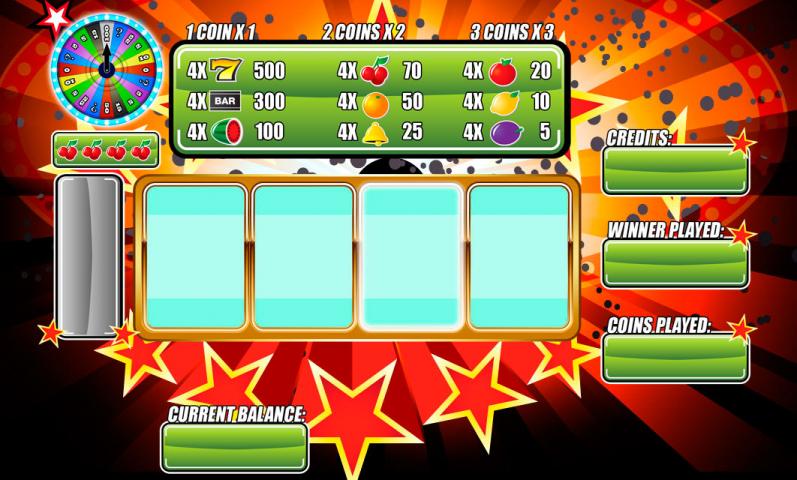 1 COIN X 1 2 COINS X 2 3 COINS X 3
4X 7 500 4X 70 4X 20
4X BAR 300 4X 50 4X 10
4X 100 4X 25 4X 5
CREDITS:
WINNER PLAYED:
COINS PLAYED:
CURRENT BALANCE: